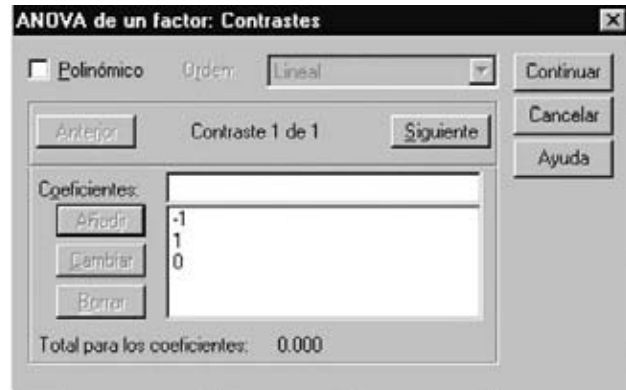 ANOVA de un factor: Contrastes
Polinómico Orden: Lineal
Continuar
Anterior Contraste 1 de 1 Siguiente
Cancelar
Ayuda
Coeficientes:
Añadir
-1
1
Cambiar
0
Borrar
Total para los coeficientes: 0.000